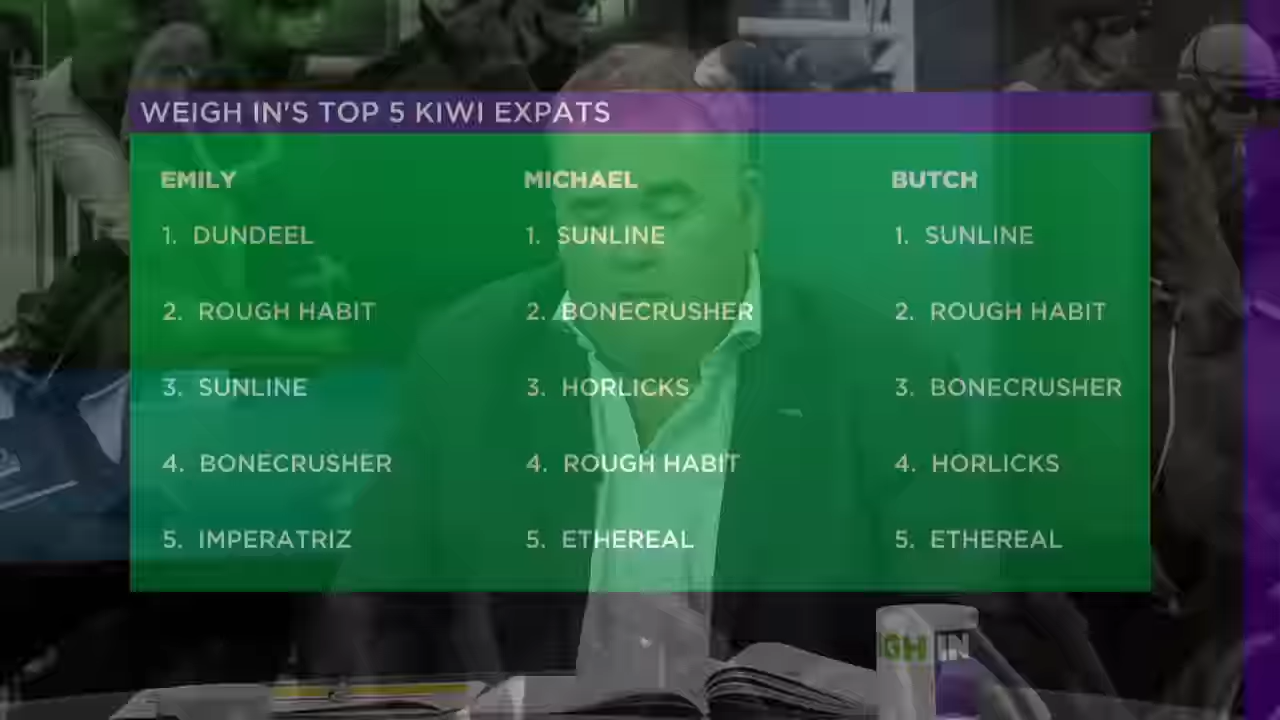 WEIGH IN'S TOP 5 KIWI EXPATS
EMILY
1. DUNDEEL
2. ROUGH HABIT
3. SUNLINE
4. BONECRUSHER
5. IMPERATRIZ
MICHAEL
1. SUNLINE
2. BONECRUSHER
3. HORLICKS
4. ROUGH HABIT
5. ETHEREAL
BUTCH
1. SUNLINE
2. ROUGH HABIT
3. BONECRUSHER
4. HORLICKS
5. ETHEREAL
IGH IN